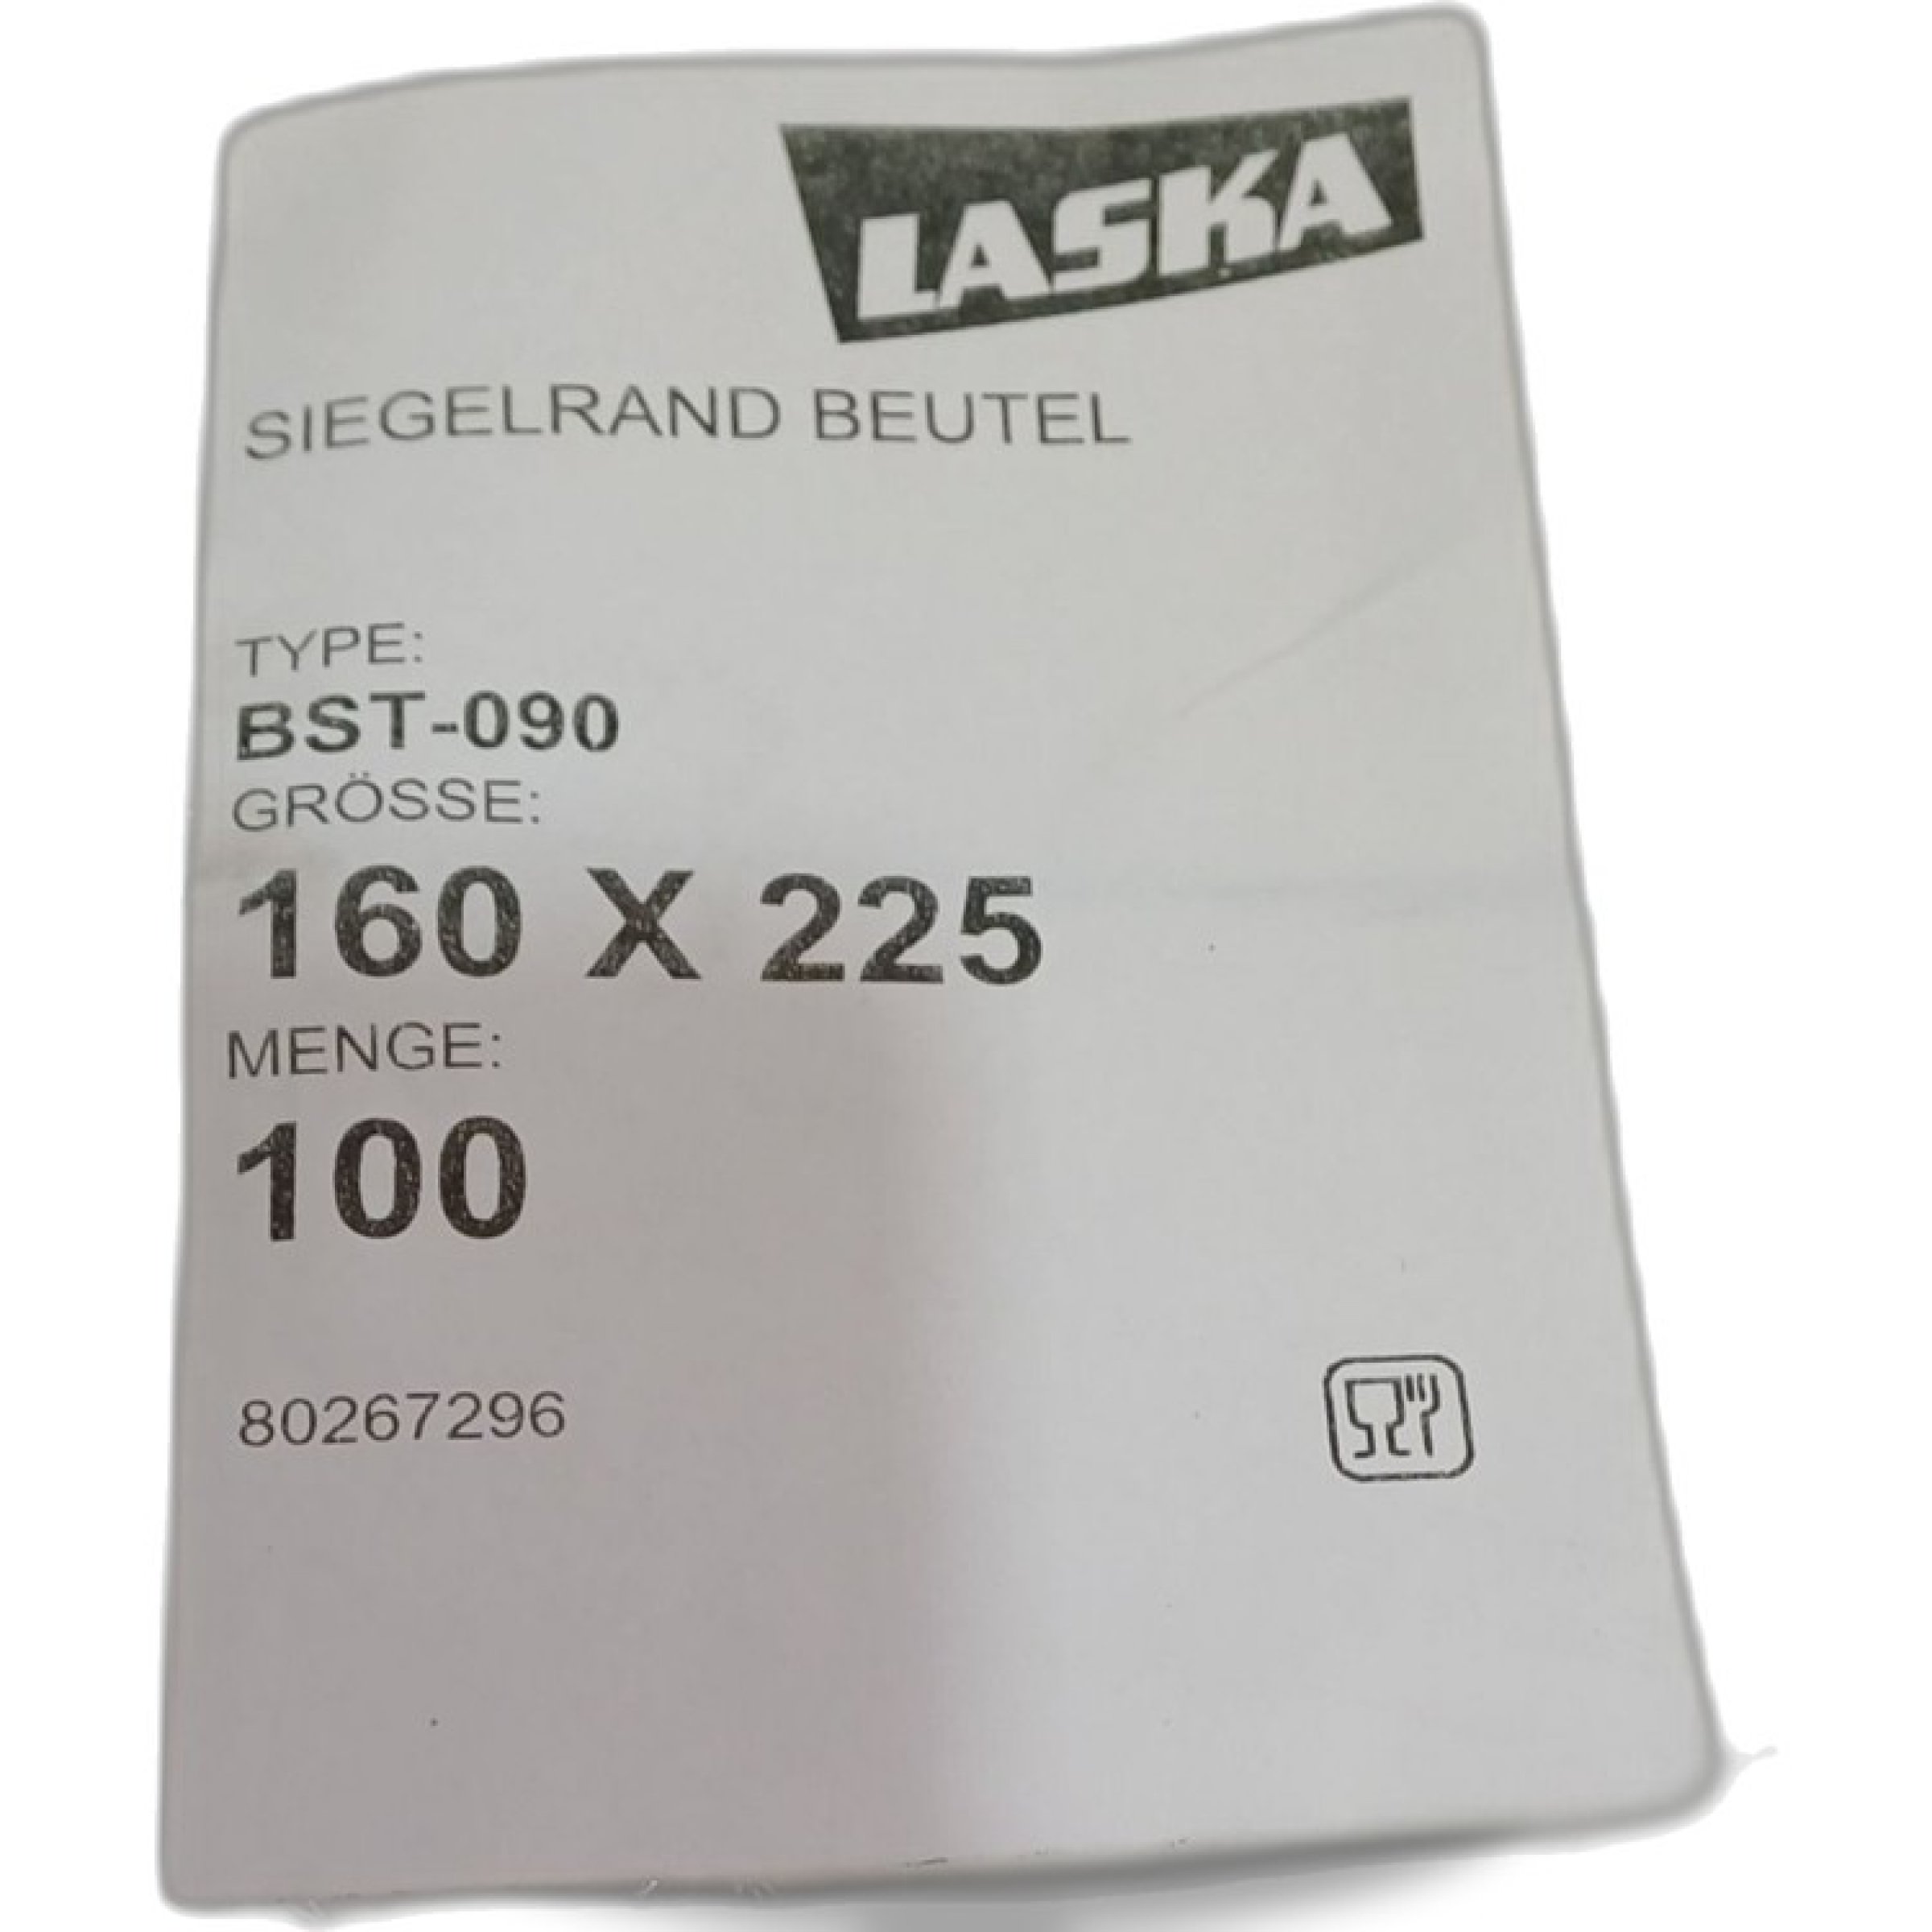 LASKA
SIEGELRAND BEUTEL
TYPE:
BST-090
GRÖSSE:
160 X 225
MENGE:
100
80267296